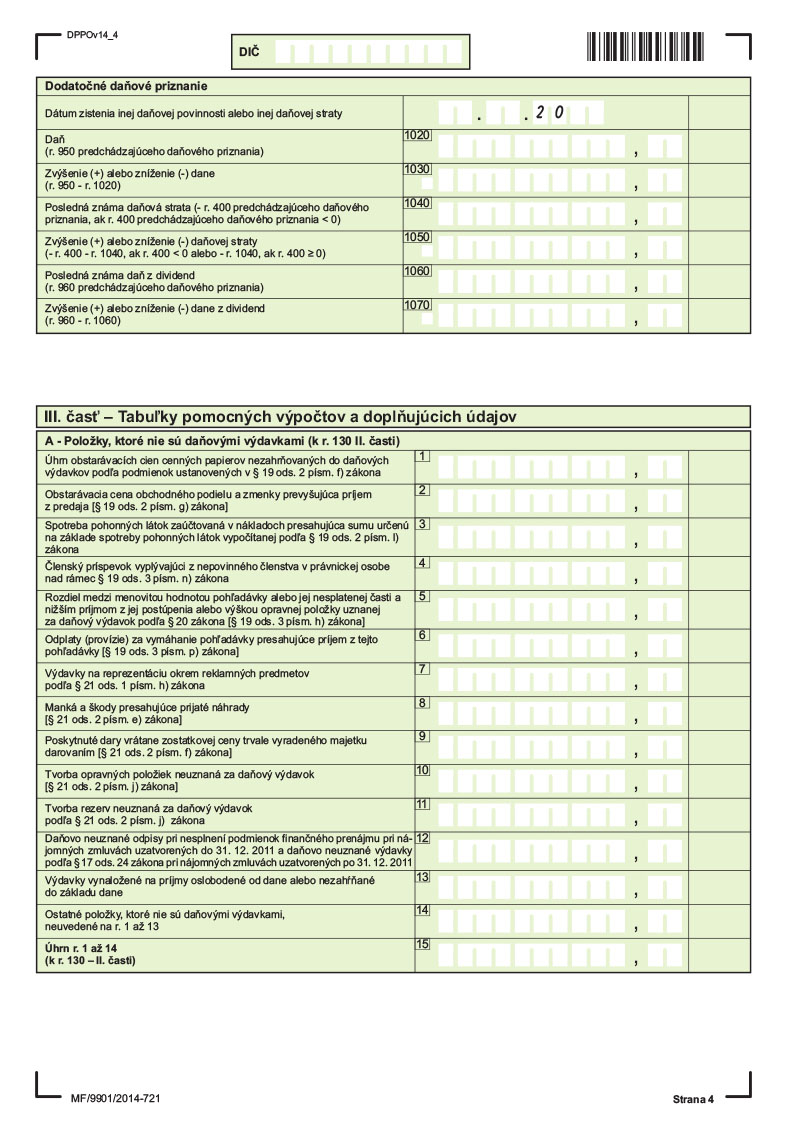 DPPOv14_4
DIČ
Dodatočné daňové priznanie
Dátum zistenia inej daňovej povinnosti alebo inej daňovej straty
. . 2 0
Daň
(r. 950 predchádzajúceho daňového priznania)
1020
,
Zvýšenie (+) alebo zníženie (-) dane
(r. 950 - r. 1020)
1030
,
Posledná známa daňová strata (- r. 400 predchádzajúceho daňového
priznania, ak r. 400 predchádzajúceho daňového priznania < 0)
1040
,
Zvýšenie (+) alebo zníženie (-) daňovej straty
(- r. 400 - r. 1040, ak r. 400 < 0 alebo - r. 1040, ak r. 400 ≥ 0)
1050
,
Posledná známa daň z dividend
(r. 960 predchádzajúceho daňového priznania)
1060
,
Zvýšenie (+) alebo zníženie (-) dane z dividend
(r. 960 - r. 1060)
1070
,
III. časť – Tabuľky pomocných výpočtov a doplňujúcich údajov
A - Položky, ktoré nie sú daňovými výdavkami (k r. 130 II. časti)
Úhrn obstarávacích cien cenných papierov nezahrňovaných do daňových
výdavkov podľa podmienok ustanovených v § 19 ods. 2 písm. f) zákona
1
,
Obstarávacia cena obchodného podielu a zmenky prevyšujúca príjem
z predaja [§ 19 ods. 2 písm. g) zákona]
2
,
Spotreba pohonných látok zaúčtovaná v nákladoch presahujúca sumu určenú
na základe spotreby pohonných látok vypočítanej podľa § 19 ods. 2 písm. l)
zákona
3
,
Členský príspevok vyplývajúci z nepovinného členstva v právnickej osobe
nad rámec § 19 ods. 3 písm. n) zákona
4
,
Rozdiel medzi menovitou hodnotou pohľadávky alebo jej nesplatenej časti a
nižším príjmom z jej postúpenia alebo výškou opravnej položky uznanej
za daňový výdavok podľa § 20 zákona [§ 19 ods. 3 písm. h) zákona]
5
,
Odplaty (provízie) za vymáhanie pohľadávky presahujúce príjem z tejto
pohľadávky [§ 19 ods. 3 písm. p) zákona]
6
,
Výdavky na reprezentáciu okrem reklamných predmetov
podľa § 21 ods. 1 písm. h) zákona
7
,
Manká a škody presahujúce prijaté náhrady
[§ 21 ods. 2 písm. e) zákona]
8
,
Poskytnuté dary vrátane zostatkovej ceny trvale vyradeného majetku
darovaním [§ 21 ods. 2 písm. f) zákona]
9
,
Tvorba opravných položiek neuznaná za daňový výdavok
[§ 21 ods. 2 písm. j) zákona]
10
,
Tvorba rezerv neuznaná za daňový výdavok
podľa § 21 ods. 2 písm. j) zákona
11
,
Daňovo neuznané odpisy pri nesplnení podmienok finančného prenájmu pri ná-
jomných zmluvách uzatvorených do 31. 12. 2011 a daňovo neuznané výdavky
podľa § 17 ods. 24 zákona pri nájomných zmluvách uzatvorených po 31. 12. 2011
12
,
Výdavky vynaložené na príjmy oslobodené od dane alebo nezahŕňané
do základu dane
13
,
Ostatné položky, ktoré nie sú daňovými výdavkami,
neuvedené na r. 1 až 13
14
,
Úhrn r. 1 až 14
(k r. 130 – II. časti)
15
,
MF/9901/2014-721
Strana 4